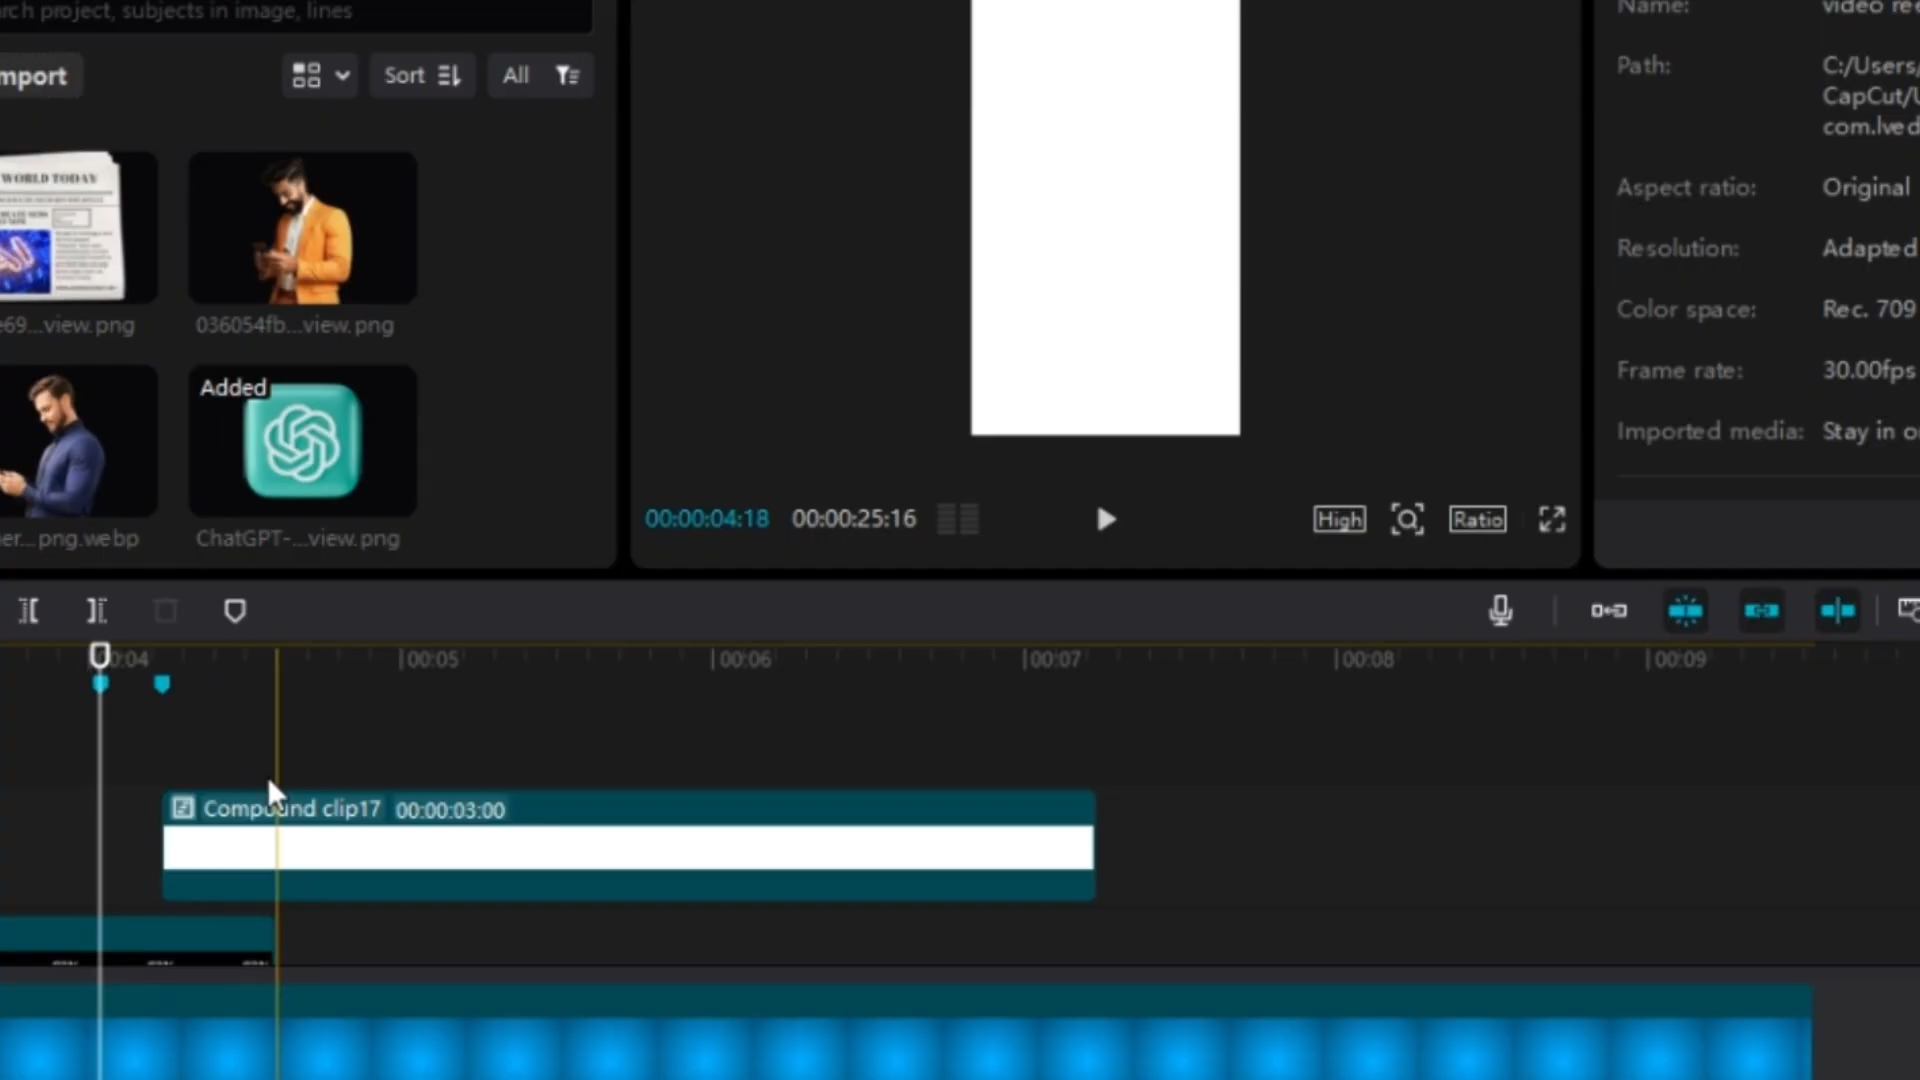 rch project, subjects in image, lines
mport
Sort
All
WORLD TODAY
e69...view.png
036054fb...view.png
Added
er...png.webp
ChatGPT-...view.png
00:00:04:18
00:00:25:16
High
Ratio
Name: video ree
Path: C:/Users/
CapCut/U
com.lved
Aspect ratio: Original
Resolution: Adapted
Color space: Rec. 709
Frame rate: 30.00fps
Imported media: Stay in o
0:04
00:05
00:06
00:07
00:08
00:09
Compound clip17 00:00:03:00